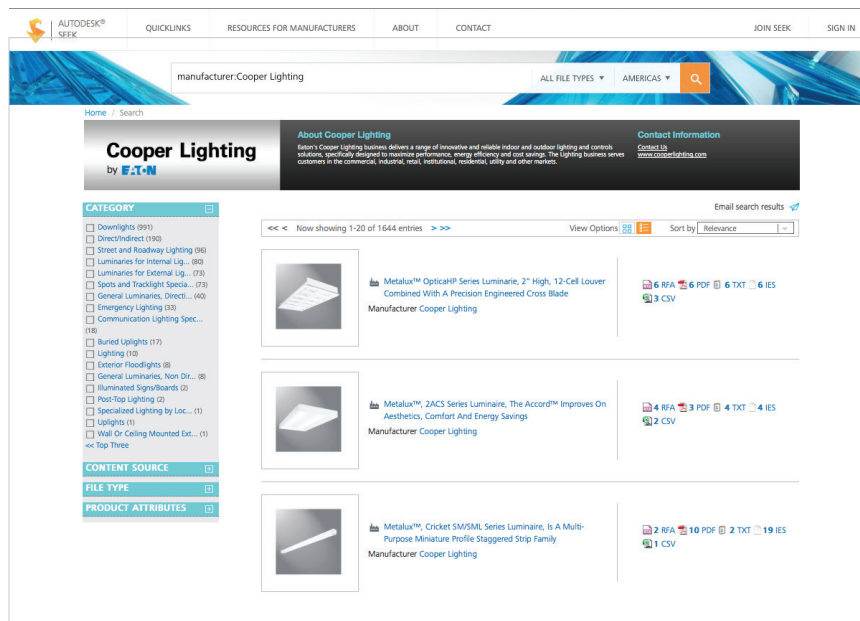 AUTODESK®
SEEK
QUICKLINKS
RESOURCES FOR MANUFACTURERS
ABOUT
CONTACT
JOIN SEEK
SIGN IN
manufacturer:Cooper Lighting
ALL FILE TYPES ▼
AMERICAS ▼
Home / Search
Cooper Lighting
by EATON
About Cooper Lighting
Eaton's Cooper Lighting business delivers a range of innovative and reliable indoor and outdoor lighting and controls
solutions, specifically designed to maximize performance, energy efficiency and cost savings. The Lighting business serves
customers in the commercial, industrial, retail, institutional, residential, utility and other markets.
Contact Information
Contact Us
www.cooperlighting.com
Email search results
CATEGORY
Downlights (991)
Direct/Indirect (190)
Street and Roadway Lighting (96)
Luminaries for Internal Lig... (80)
Luminaries for External Lig... (73)
Spots and Tracklight Specia... (73)
General Luminaries, Directi... (40)
Emergency Lighting (33)
Communication Lighting Spec...
(18)
Buried Uplights (17)
Lighting (10)
Exterior Floodlights (8)
General Luminaries, Non Dir... (8)
Illuminated Signs/Boards (2)
Post-Top Lighting (2)
Specialized Lighting by Loc... (1)
Uplights (1)
Wall Or Ceiling Mounted Ext... (1)
<< Top Three
CONTENT SOURCE
FILE TYPE
PRODUCT ATTRIBUTES
<< < Now showing 1-20 of 1644 entries > >>
View Options
Sort by Relevance
Metalux™ OpticaHP Series Luminarie, 2" High, 12-Cell Louver
Combined With A Precision Engineered Cross Blade
Manufacturer Cooper Lighting
6 RFA 6 PDF 6 TXT 6 IES
3 CSV
Metalux™, 2ACS Series Luminaire, The Accord™ Improves On
Aesthetics, Comfort And Energy Savings
Manufacturer Cooper Lighting
4 RFA 3 PDF 4 TXT 4 IES
2 CSV
Metalux™, Cricket SM/SML Series Luminaire, Is A Multi-
Purpose Miniature Profile Staggered Strip Family
Manufacturer Cooper Lighting
2 RFA 10 PDF 2 TXT 19 IES
1 CSV